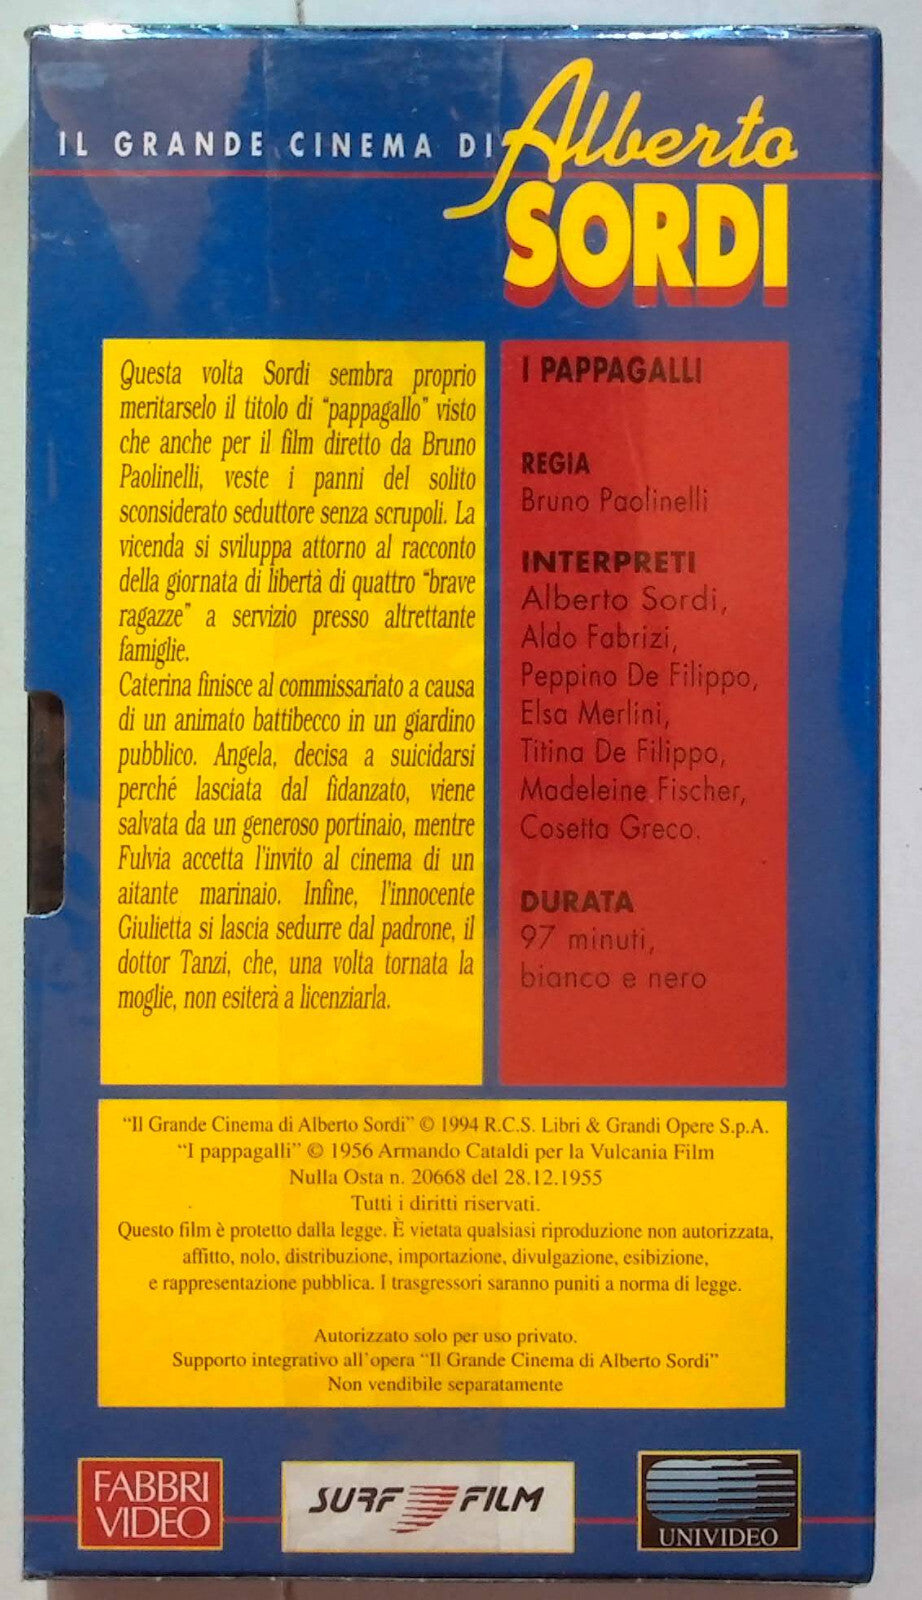 IL GRANDE CINEMA DI Alberto
SORDI
Questa volta Sordi sembra proprio
meritarselo il titolo di "pappagallo" visto
che anche per il film diretto da Bruno
Paolinelli, veste i panni del solito
sconsiderato seduttore senza scrupoli. La
vicenda si sviluppa attorno al racconto
della giornata di libertà di quattro "brave
ragazze" a servizio presso altrettante
famiglie.
Caterina finisce al commissariato a causa
di un animato battibecco in un giardino
pubblico. Angela, decisa a suicidarsi
perché lasciata dal fidanzato, viene
salvata da un generoso portinaio, mentre
Fulvia accetta l'invito al cinema di un
aitante marinaio. Infine, l'innocente
Giulietta si lascia sedurre dal padrone, il
dottor Tanzi, che, una volta tornata la
moglie, non esiterà a licenziarla.
I PAPPAGALLI
REGIA
Bruno Paolinelli
INTERPRETI
Alberto Sordi,
Aldo Fabrizi,
Peppino De Filippo,
Elsa Merlini,
Titina De Filippo,
Madeleine Fischer,
Cosetta Greco.
DURATA
97 minuti,
bianco e nero
"Il Grande Cinema di Alberto Sordi" © 1994 R.C.S. Libri & Grandi Opere S.p.A.
"I pappagalli" © 1956 Armando Cataldi per la Vulcania Film
Nulla Osta n. 20668 del 28.12.1955
Tutti i diritti riservati.
Questo film è protetto dalla legge. È vietata qualsiasi riproduzione non autorizzata,
affitto, nolo, distribuzione, importazione, divulgazione, esibizione,
e rappresentazione pubblica. I trasgressori saranno puniti a norma di legge.
Autorizzato solo per uso privato.
Supporto integrativo all'opera "Il Grande Cinema di Alberto Sordi"
Non vendibile separatamente
FABBRI
VIDEO
SURF FILM
UNIVIDEO